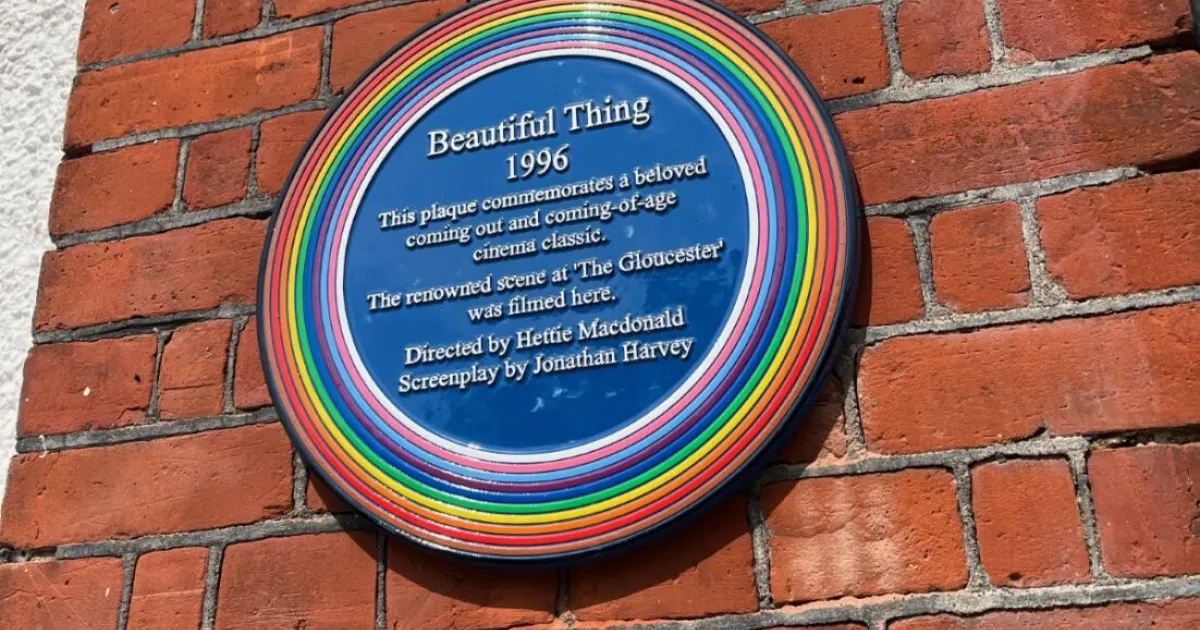 Beautiful Thing
1996
This plaque commemorates a beloved
coming out and coming-of-age
cinema classic.
The renowned scene at 'The Gloucester'
was filmed here.
Directed by Hettie Macdonald
Screenplay by Jonathan Harvey